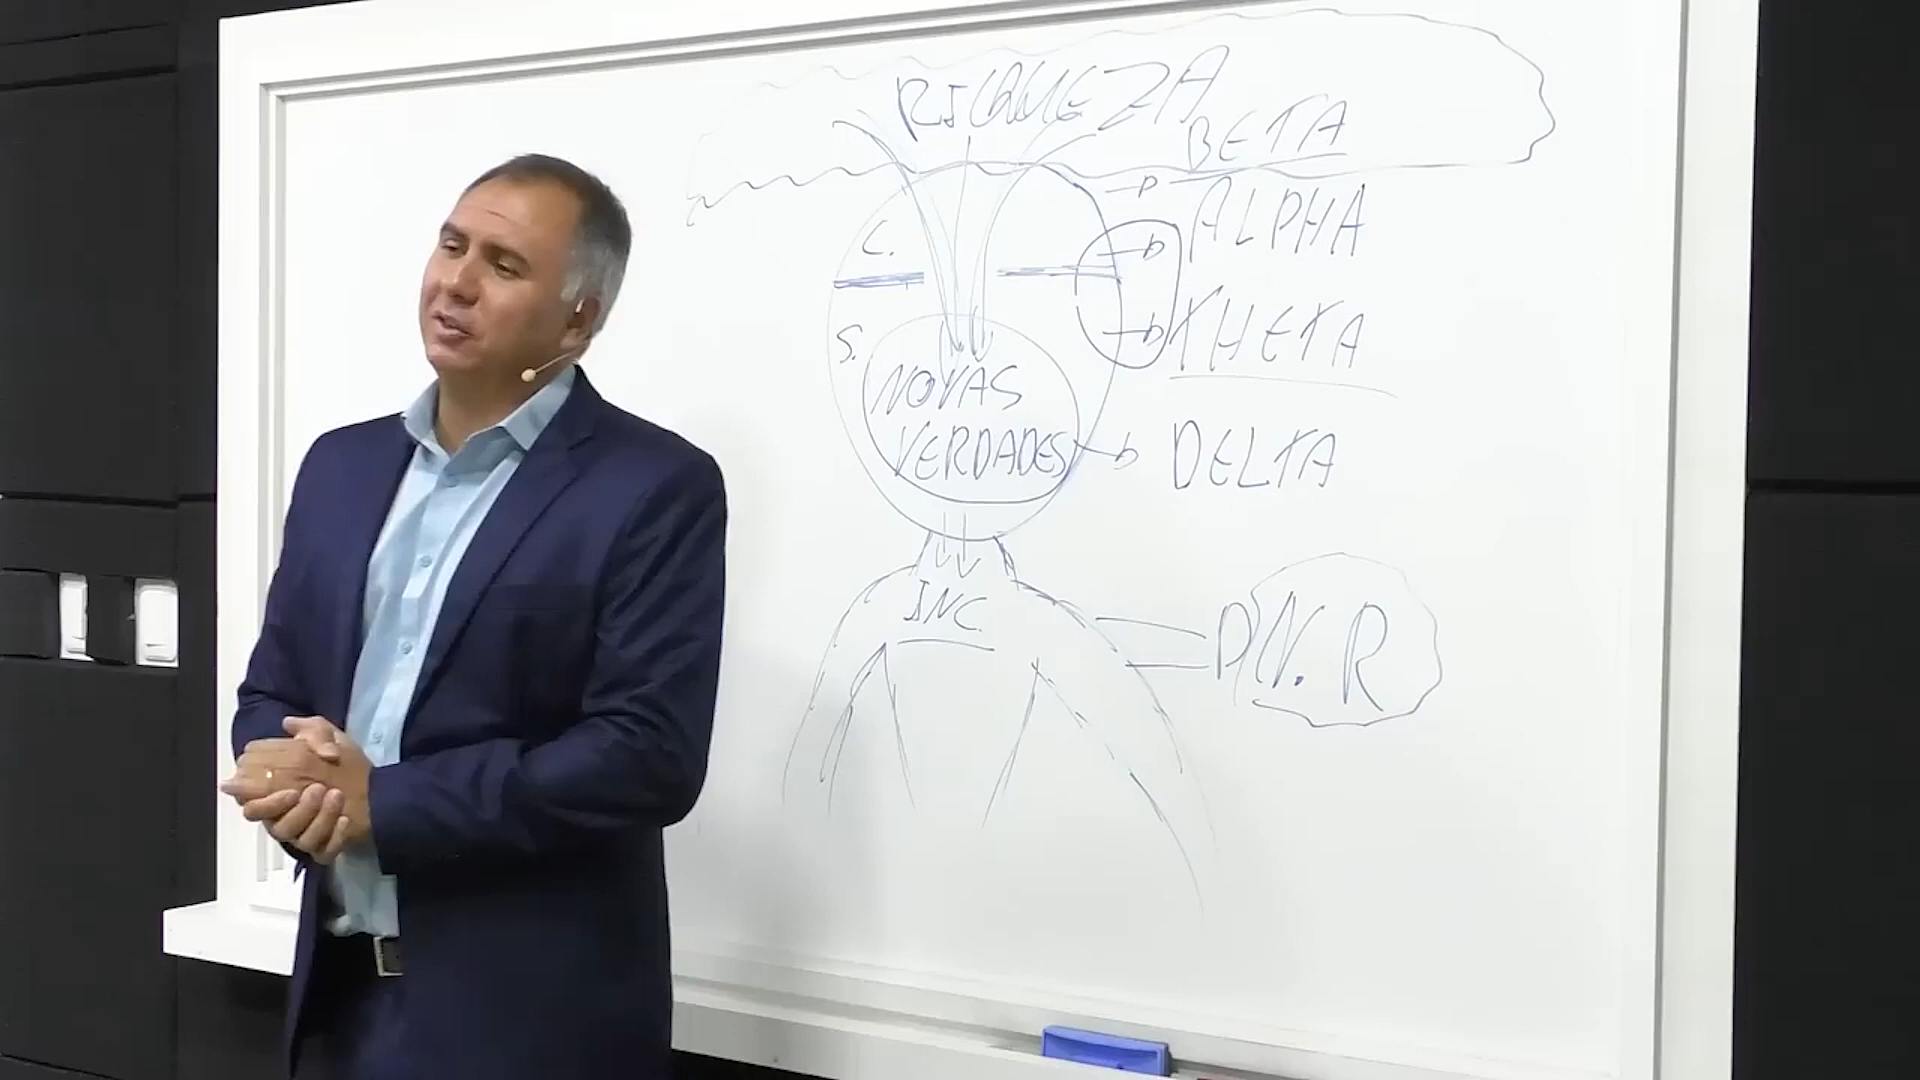 RIQUEZA
BETA
C.
ALPHA
S.
THETA
NOVAS
VERDADES
DELTA
INC.
P/N.R